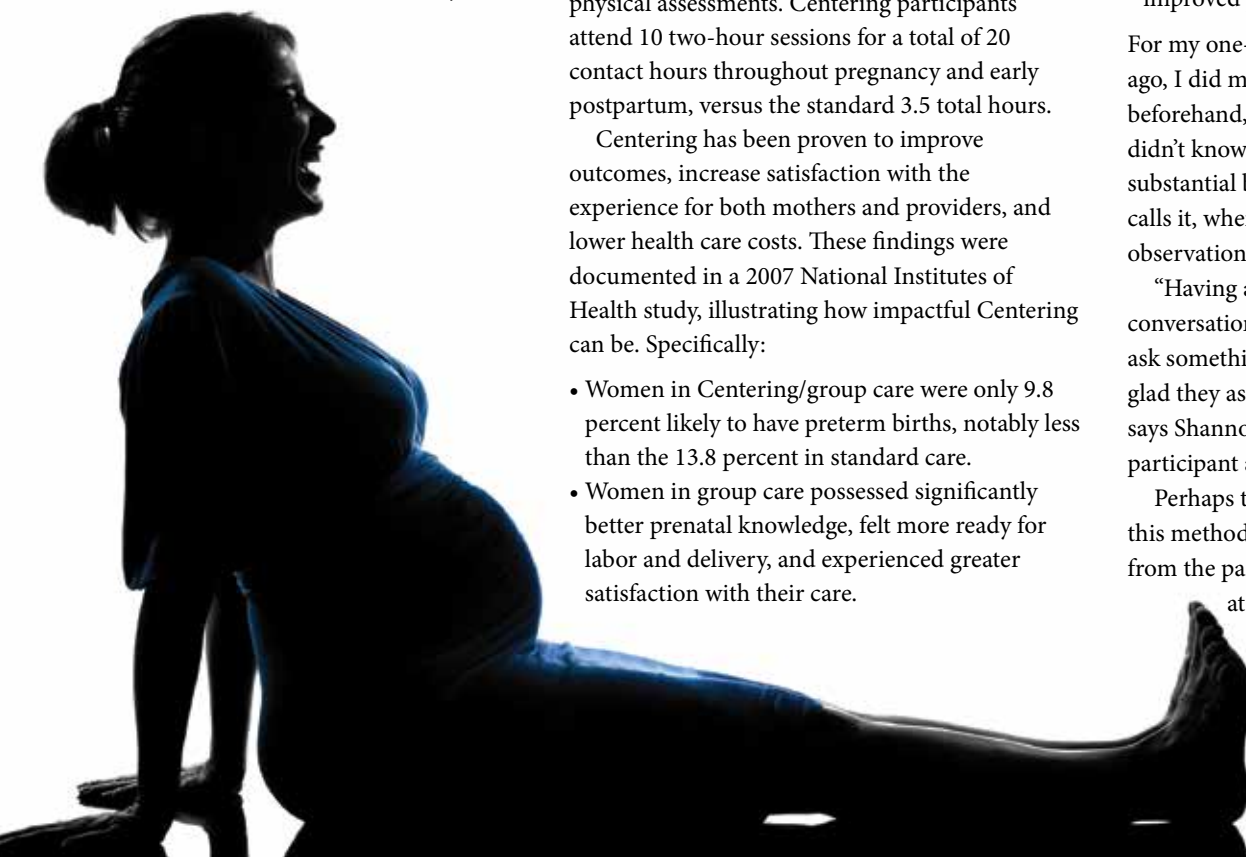 physical assessments. Centering participants
attend 10 two-hour sessions for a total of 20
contact hours throughout pregnancy and early
postpartum, versus the standard 3.5 total hours.
Centering has been proven to improve
outcomes, increase satisfaction with the
experience for both mothers and providers, and
lower health care costs. These findings were
documented in a 2007 National Institutes of
Health study, illustrating how impactful Centering
can be. Specifically:
• Women in Centering/group care were only 9.8
percent likely to have preterm births, notably less
than the 13.8 percent in standard care.
• Women in group care possessed significantly
better prenatal knowledge, felt more ready for
labor and delivery, and experienced greater
satisfaction with their care.
improved
For my one-
ago, I did m
beforehand,
didn’t know
substantial b
calls it, whe
observation
“Having a
conversation
ask somethi
glad they as
says Shanno
participant a
Perhaps t
this method
from the pa
at